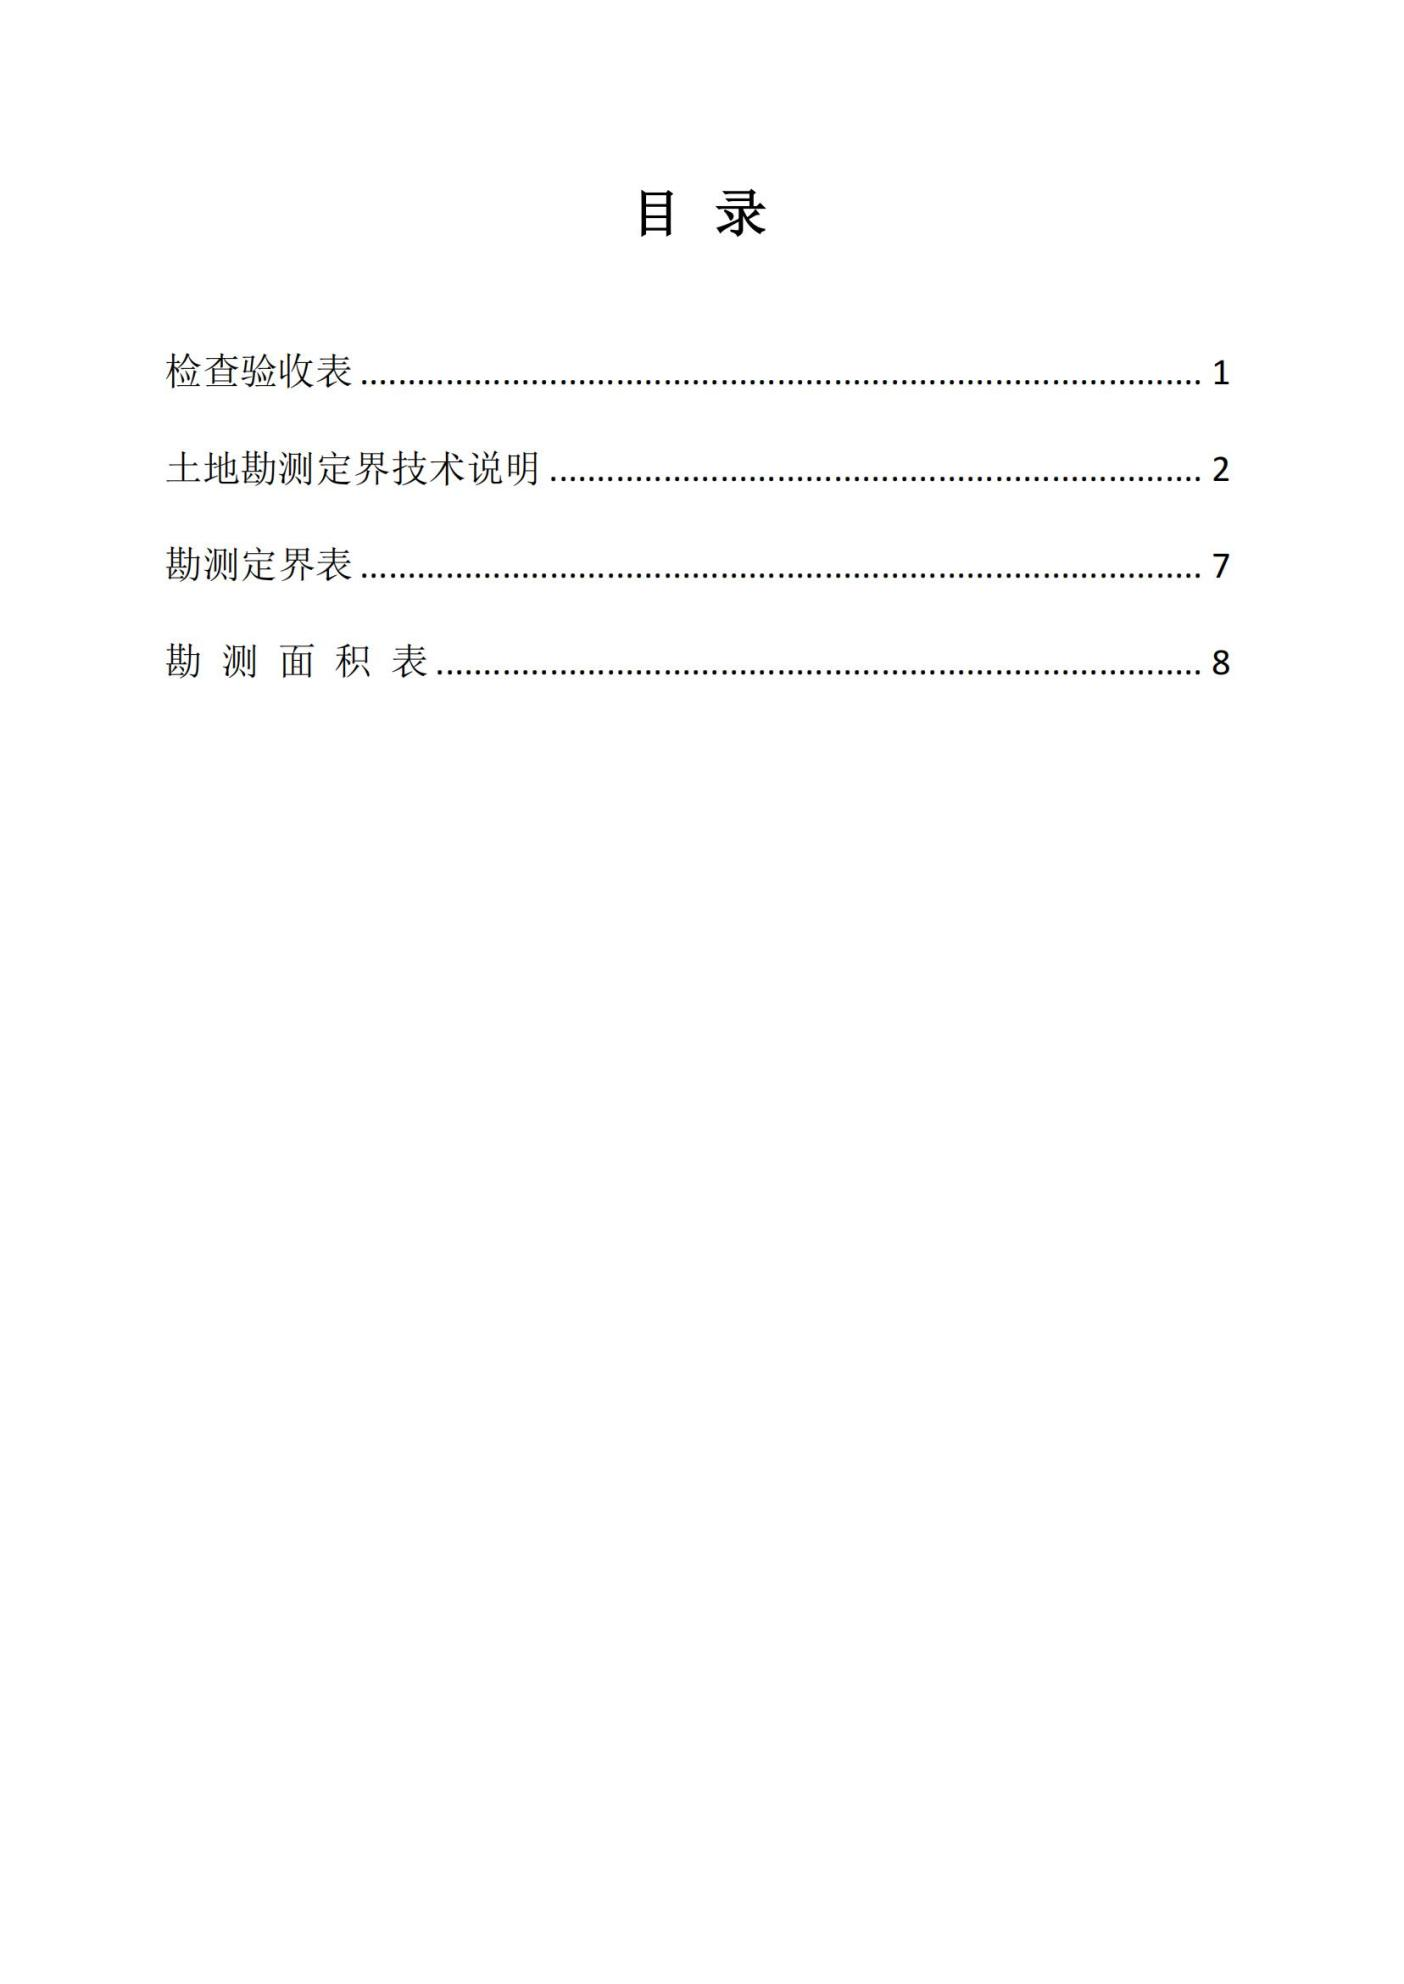 目 录
检查验收表........................................................................................ 1
土地勘测定界技术说明.................................................................... 2
勘测定界表........................................................................................ 7
勘 测 面 积 表................................................................................ 8